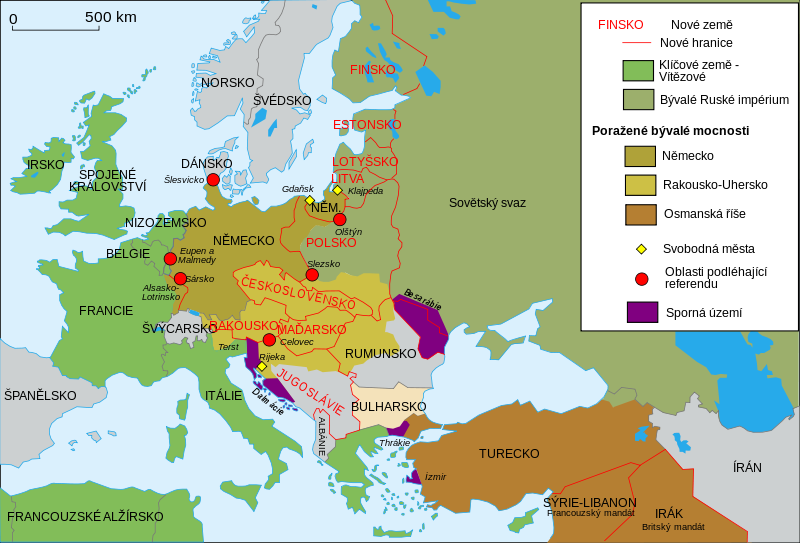 0
500 km
FINSKO
Nové země
Nové hranice
Klíčové země -
Vítězové
Bývalé Ruské impérium
Poražené bývalé mocnosti
Německo
Rakousko-Uhersko
Osmanská říše
Svobodná města
Oblasti podléhající
referendu
Sporná území
NORSKO
ŠVÉDSKO
FINSKO
ESTONSKO
LOTYŠSKO
LITVA
Klajpeda
DÁNSKO
Šlesvicko
Gdaňsk
NĚM.
Olštýn
IRSKO
SPOJENÉ
KRÁLOVSTVÍ
Sovětský svaz
NIZOZEMSKO
BELGIE
Eupen a
Malmedy
NĚMECKO
POLSKO
Slezsko
Sársko
Alsasko-
Lotrinsko
ČESKOSLOVENSKO
Besarábie
FRANCIE
ŠVÝCARSKO
RAKOUSKO
MAĎARSKO
Celovec
Terst
Rijeka
RUMUNSKO
JUGOSLÁVIE
Dalmácie
ŠPANĚLSKO
ITÁLIE
BULHARSKO
ALBÁNIE
Thrákie
TURECKO
ÍRÁN
İzmir
SÝRIE-LIBANON
Francouzský mandát
IRÁK
Britský mandát
FRANCOUZSKÉ ALŽÍRSKO